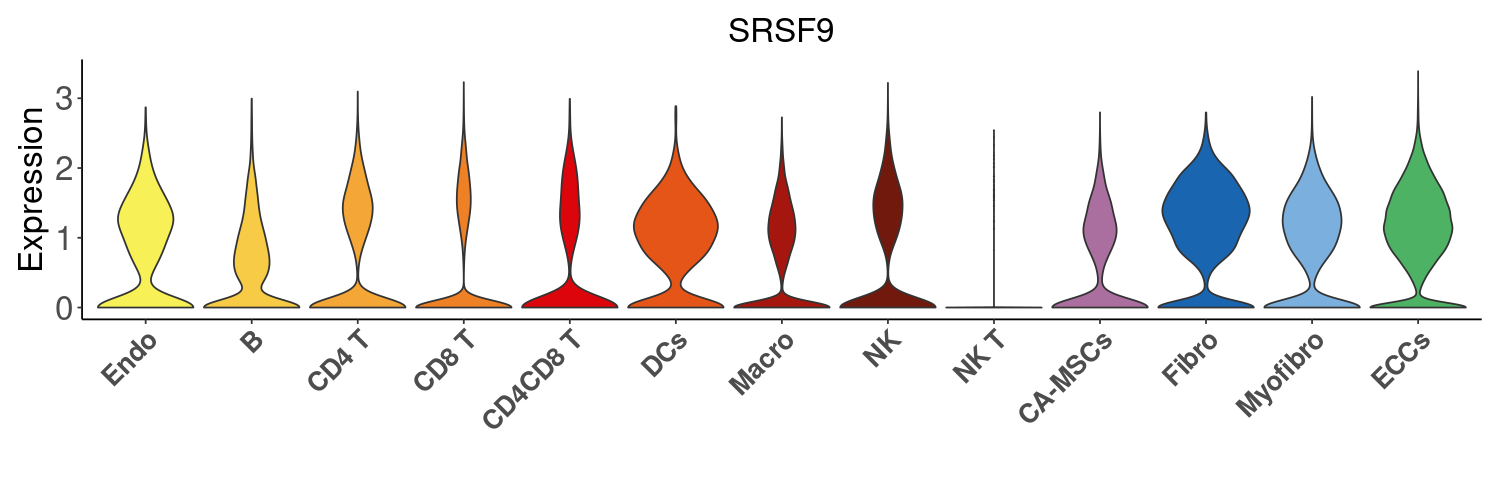 SRSF9
Expression
3
2
1
0
Endo
B
CD4 T
CD8 T
CD4CD8 T
DCs
Macro
NK
NK T
CA-MSCs
Fibro
Myofibro
ECCs